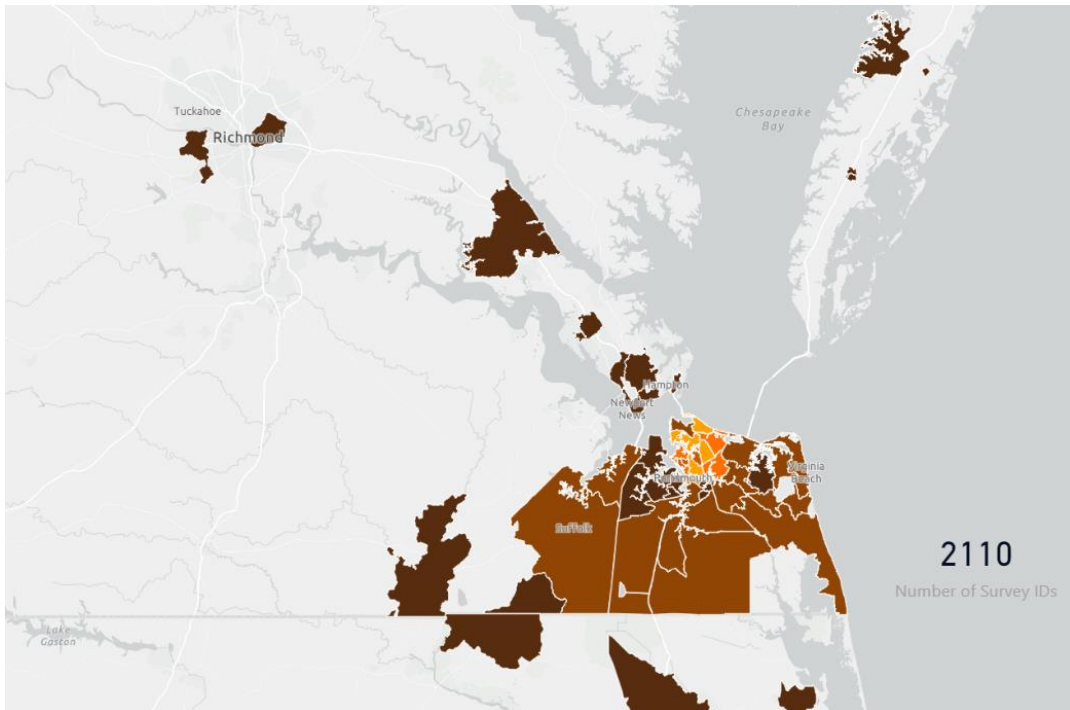 Chesapeake
Bay
Tuckahoe
Richmond
Hampton
Newport
News
Portsmouth
Virginia
Beach
Suffolk
2110
Number of Survey IDs
Lake
Gaston